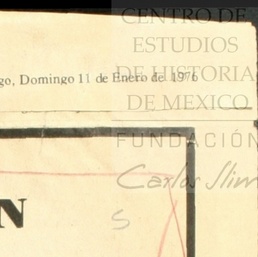 CENTRO DE
ESTUDIOS
go, Domingo 11 de Enero de 1976
DE HISTORIA
DE MEXICO
FUNDACIÓN
Carlos Slim
N
S